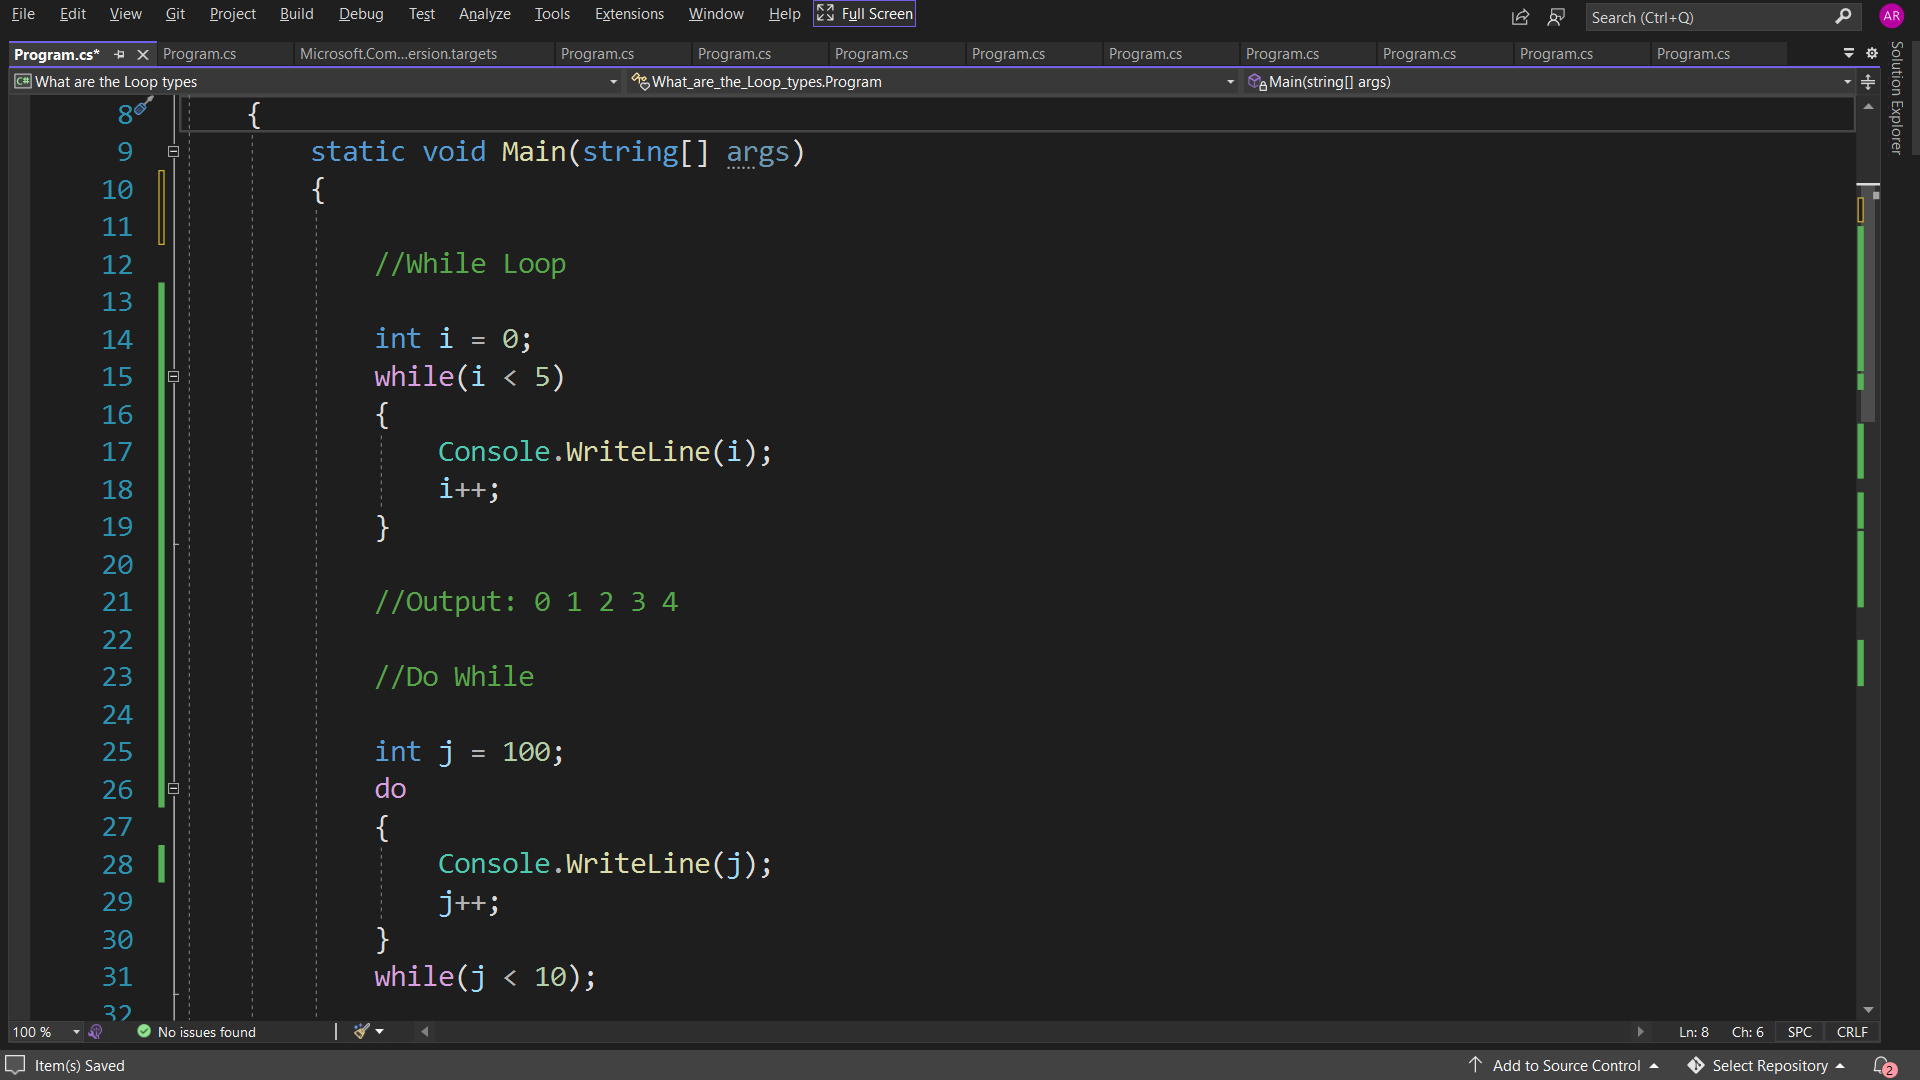 File Edit View Git Project Build Debug Test Analyze Tools Extensions Window Help Full Screen Search (Ctrl+Q) AR
Program.cs* Program.cs Microsoft.Com...ersion.targets Program.cs Program.cs Program.cs Program.cs Program.cs Program.cs Program.cs Program.cs Program.cs
C# What are the Loop types What_are_the_Loop_types.Program Main(string[] args)
Solution Explorer
8 {
9 static void Main(string[] args)
10 {
11
12 //While Loop
13
14 int i = 0;
15 while(i < 5)
16 {
17 Console.WriteLine(i);
18 i++;
19 }
20
21 //Output: 0 1 2 3 4
22
23 //Do While
24
25 int j = 100;
26 do
27 {
28 Console.WriteLine(j);
29 j++;
30 }
31 while(j < 10);
32
100 % No issues found Ln: 8 Ch: 6 SPC CRLF
Item(s) Saved Add to Source Control Select Repository 2